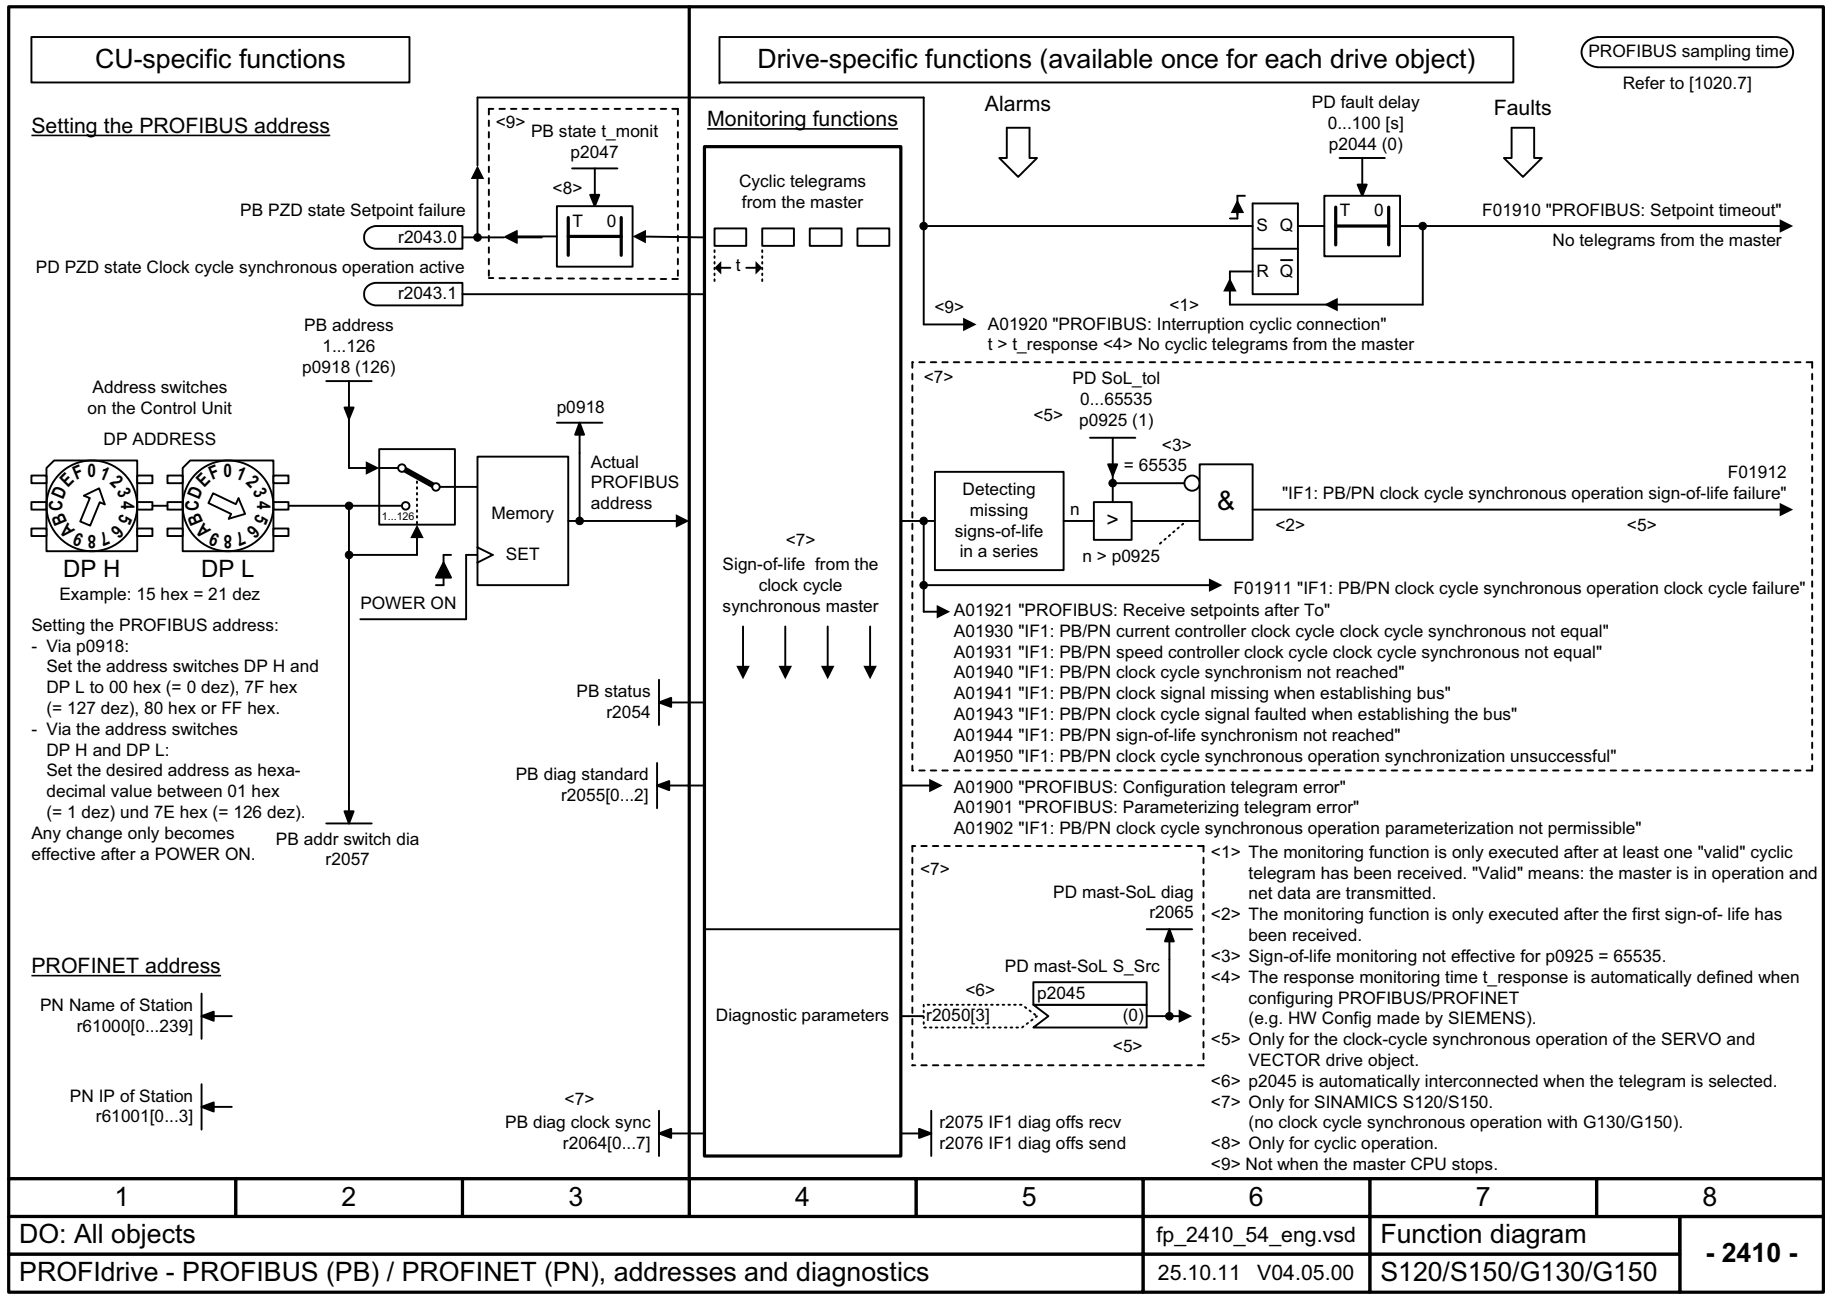 CU-specific functions
Drive-specific functions (available once for each drive object)
PROFIBUS sampling time
Refer to [1020.7]
Setting the PROFIBUS address
<9>
PB state t_monit
p2047
<8>
T 0
PB PZD state Setpoint failure
r2043.0
PD PZD state Clock cycle synchronous operation active
r2043.1
PB address
1...126
p0918 (126)
Address switches
on the Control Unit
DP ADDRESS
0 1 2 3 4 5 6 7 8 9 A B C D E F
0 1 2 3 4 5 6 7 8 9 A B C D E F
DP H
DP L
Example: 15 hex = 21 dez
1...126
POWER ON
Memory
SET
p0918
Actual
PROFIBUS
address
Setting the PROFIBUS address:
- Via p0918:
Set the address switches DP H and
DP L to 00 hex (= 0 dez), 7F hex
(= 127 dez), 80 hex or FF hex.
- Via the address switches
DP H and DP L:
Set the desired address as hexa-
decimal value between 01 hex
(= 1 dez) und 7E hex (= 126 dez).
Any change only becomes
effective after a POWER ON.
PB addr switch dia
r2057
PB status
r2054
PB diag standard
r2055[0...2]
PROFINET address
PN Name of Station
r61000[0...239]
PN IP of Station
r61001[0...3]
<7>
PB diag clock sync
r2064[0...7]
Monitoring functions
Cyclic telegrams
from the master
t
<7>
Sign-of-life from the
clock cycle
synchronous master
Diagnostic parameters
Alarms
PD fault delay
0...100 [s]
p2044 (0)
Faults
S Q
R Q
T 0
F01910 "PROFIBUS: Setpoint timeout"
No telegrams from the master
<1>
<9>
A01920 "PROFIBUS: Interruption cyclic connection"
t > t_response <4> No cyclic telegrams from the master
<7>
PD SoL_tol
0...65535
<5>
p0925 (1)
<3>
= 65535
Detecting
missing
signs-of-life
in a series
n
>
n > p0925
&
F01912
"IF1: PB/PN clock cycle synchronous operation sign-of-life failure"
<2>
<5>
F01911 "IF1: PB/PN clock cycle synchronous operation clock cycle failure"
A01921 "PROFIBUS: Receive setpoints after To"
A01930 "IF1: PB/PN current controller clock cycle clock cycle synchronous not equal"
A01931 "IF1: PB/PN speed controller clock cycle clock cycle synchronous not equal"
A01940 "IF1: PB/PN clock cycle synchronism not reached"
A01941 "IF1: PB/PN clock signal missing when establishing bus"
A01943 "IF1: PB/PN clock cycle signal faulted when establishing the bus"
A01944 "IF1: PB/PN sign-of-life synchronism not reached"
A01950 "IF1: PB/PN clock cycle synchronous operation synchronization unsuccessful"
A01900 "PROFIBUS: Configuration telegram error"
A01901 "PROFIBUS: Parameterizing telegram error"
A01902 "IF1: PB/PN clock cycle synchronous operation parameterization not permissible"
<7>
PD mast-SoL diag
r2065
PD mast-SoL S_Src
<6>
p2045
r2050[3]
(0)
<5>
r2075 IF1 diag offs recv
r2076 IF1 diag offs send
<1> The monitoring function is only executed after at least one "valid" cyclic
telegram has been received. "Valid" means: the master is in operation and
net data are transmitted.
<2> The monitoring function is only executed after the first sign-of- life has
been received.
<3> Sign-of-life monitoring not effective for p0925 = 65535.
<4> The response monitoring time t_response is automatically defined when
configuring PROFIBUS/PROFINET
(e.g. HW Config made by SIEMENS).
<5> Only for the clock-cycle synchronous operation of the SERVO and
VECTOR drive object.
<6> p2045 is automatically interconnected when the telegram is selected.
<7> Only for SINAMICS S120/S150.
(no clock cycle synchronous operation with G130/G150).
<8> Only for cyclic operation.
<9> Not when the master CPU stops.
1 2 3 4 5 6 7 8
DO: All objects
fp_2410_54_eng.vsd
Function diagram
- 2410 -
PROFIdrive - PROFIBUS (PB) / PROFINET (PN), addresses and diagnostics
25.10.11 V04.05.00
S120/S150/G130/G150